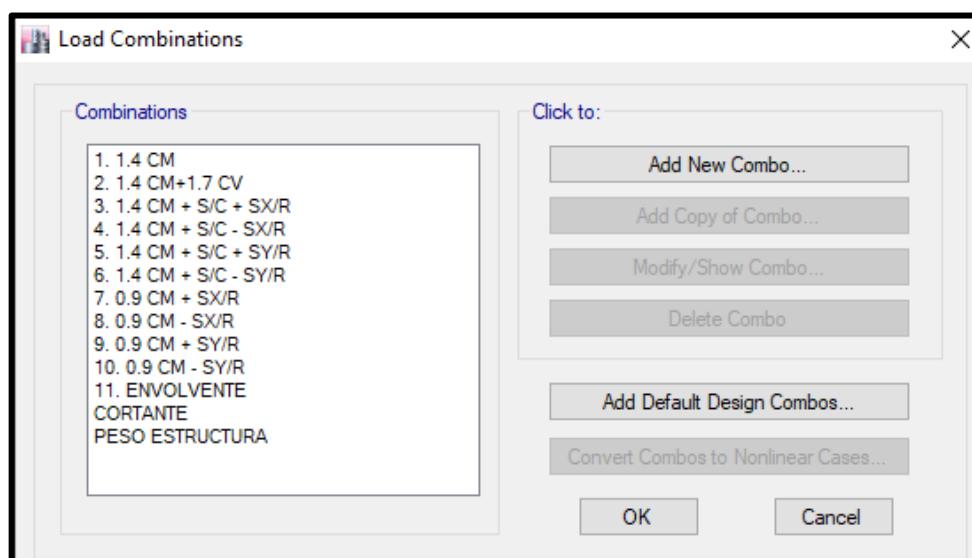 Load Combinations
Combinations
1. 1.4 CM
2. 1.4 CM+1.7 CV
3. 1.4 CM + S/C + SX/R
4. 1.4 CM + S/C - SX/R
5. 1.4 CM + S/C + SY/R
6. 1.4 CM + S/C - SY/R
7. 0.9 CM + SX/R
8. 0.9 CM - SX/R
9. 0.9 CM + SY/R
10. 0.9 CM - SY/R
11. ENVOLVENTE
CORTANTE
PESO ESTRUCTURA
Click to:
Add New Combo...
Add Copy of Combo...
Modify/Show Combo...
Delete Combo
Add Default Design Combos...
Convert Combos to Nonlinear Cases...
OK
Cancel